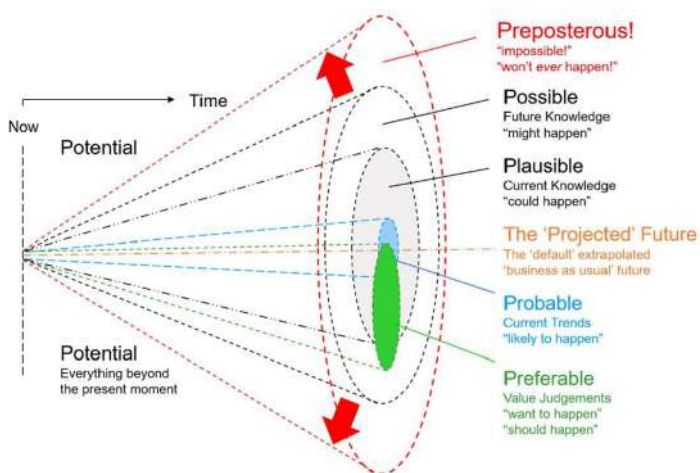 Preposterous!
"impossible!"
"won't ever happen!"
Time
Now
Potential
Possible
Future Knowledge
"might happen"
Plausible
Current Knowledge
"could happen"
The 'Projected' Future
The 'default' extrapolated
'business as usual' future
Probable
Current Trends
"likely to happen"
Potential
Everything beyond
the present moment
Preferable
Value Judgements
"want to happen"
"should happen"